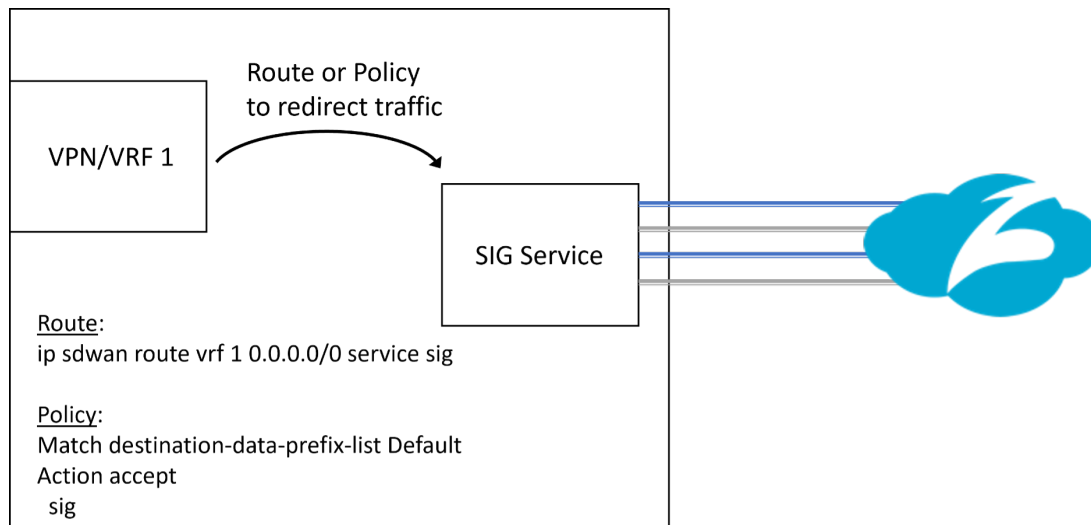 Route or Policy
to redirect traffic
VPN/VRF 1
SIG Service
Route:
ip sdwan route vrf 1 0.0.0.0/0 service sig
Policy:
Match destination-data-prefix-list Default
Action accept
sig